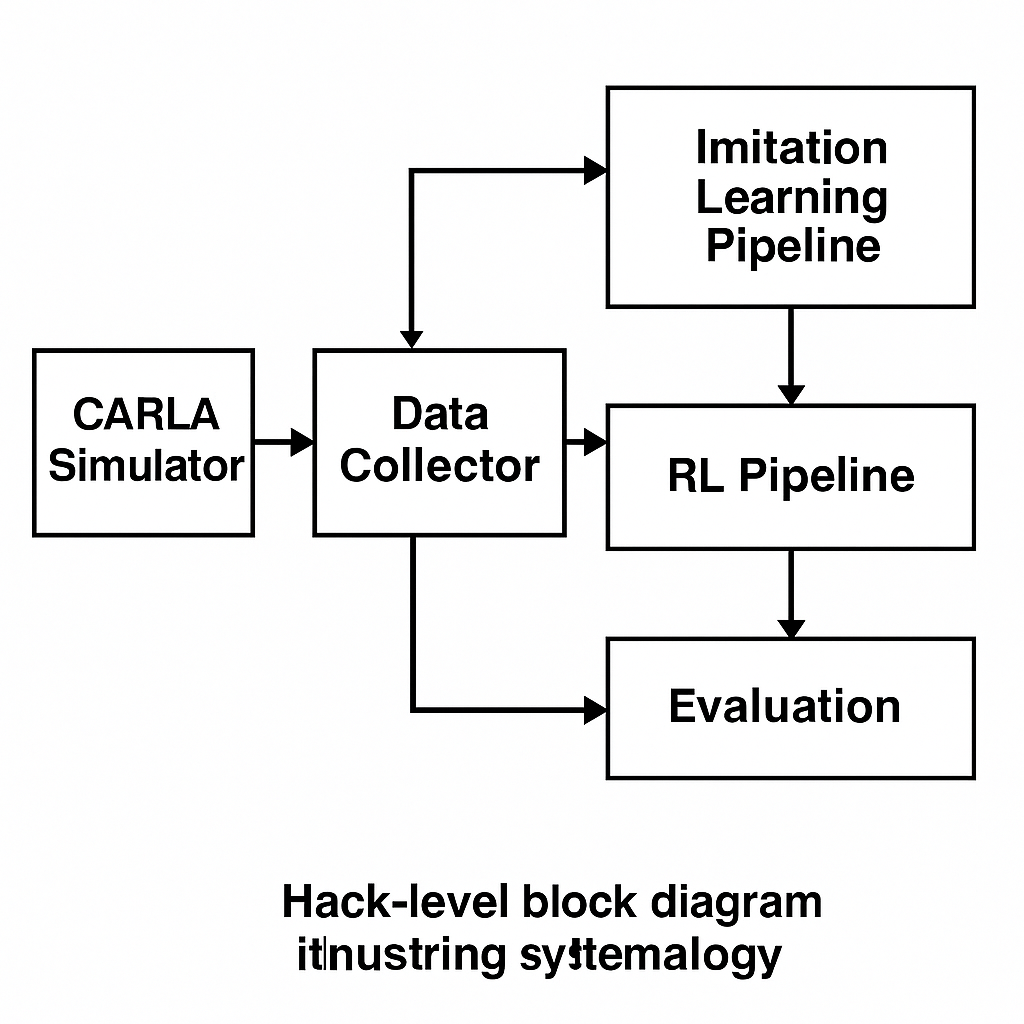 Imitation
Learning
Pipeline
CARLA
Simulator
Data
Collector
RL Pipeline
Evaluation
Hack-level block diagram